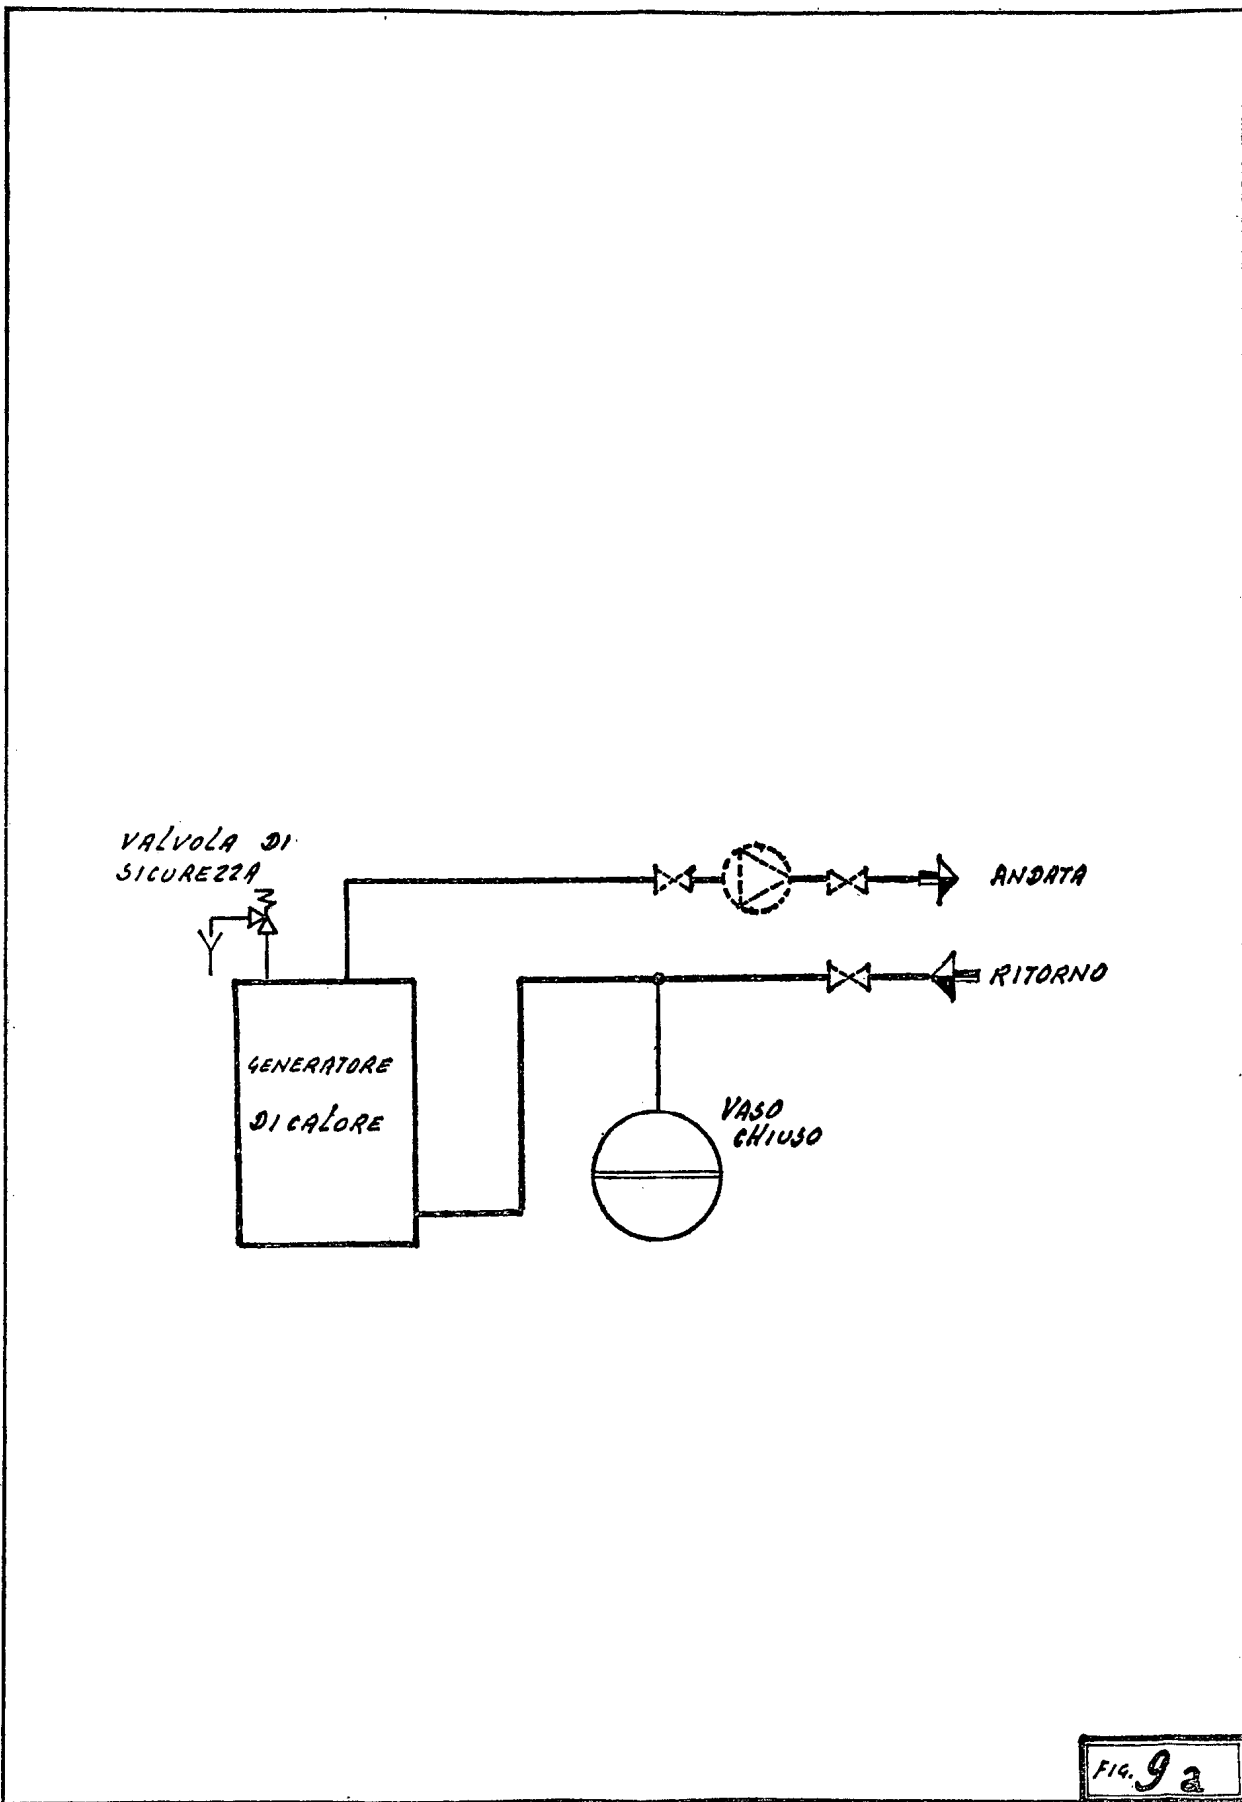 VALVOLA DI
SICUREZZA
ANDATA
RITORNO
GENERATORE
DI CALORE
VASO
CHIUSO
FIG. 9 a